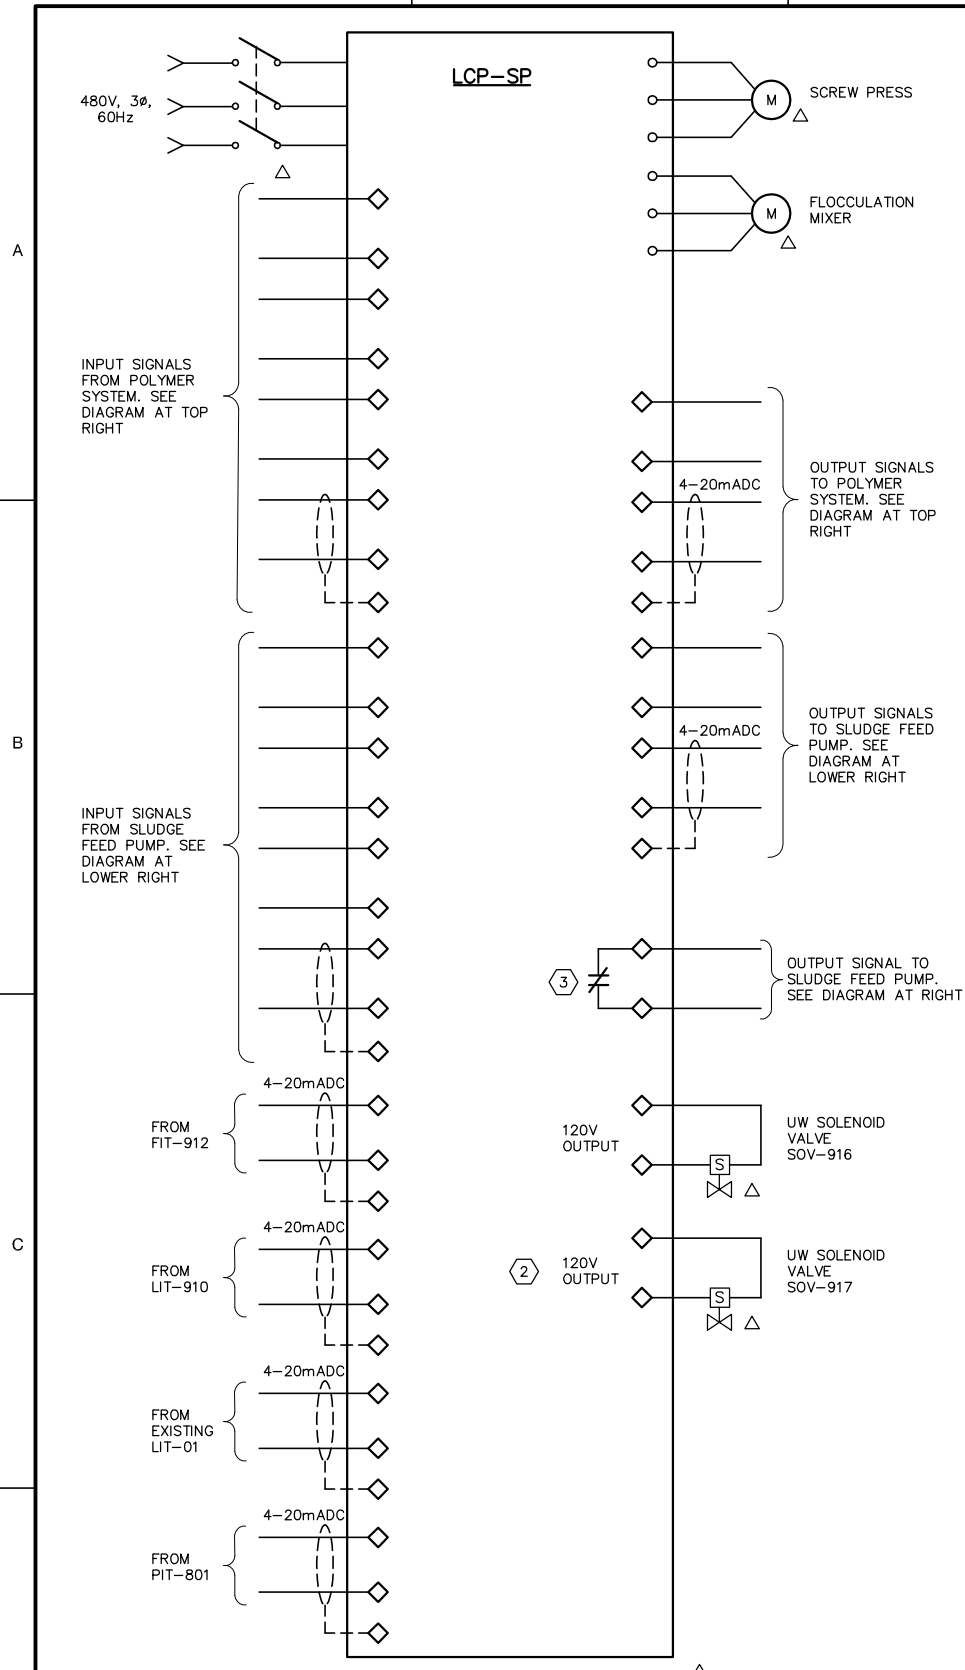 LCP-SP
480V, 3ø,
60Hz
M
SCREW PRESS
M
FLOCCULATION
MIXER
A
INPUT SIGNALS
FROM POLYMER
SYSTEM. SEE
DIAGRAM AT TOP
RIGHT
4-20mADC
OUTPUT SIGNALS
TO POLYMER
SYSTEM. SEE
DIAGRAM AT TOP
RIGHT
B
4-20mADC
OUTPUT SIGNALS
TO SLUDGE FEED
PUMP. SEE
DIAGRAM AT
LOWER RIGHT
INPUT SIGNALS
FROM SLUDGE
FEED PUMP. SEE
DIAGRAM AT
LOWER RIGHT
3
OUTPUT SIGNAL TO
SLUDGE FEED PUMP.
SEE DIAGRAM AT RIGHT
4-20mADC
FROM
FIT-912
120V
OUTPUT
S
UW SOLENOID
VALVE
SOV-916
C
4-20mADC
FROM
LIT-910
2
120V
OUTPUT
S
UW SOLENOID
VALVE
SOV-917
4-20mADC
FROM
EXISTING
LIT-01
4-20mADC
FROM
PIT-801